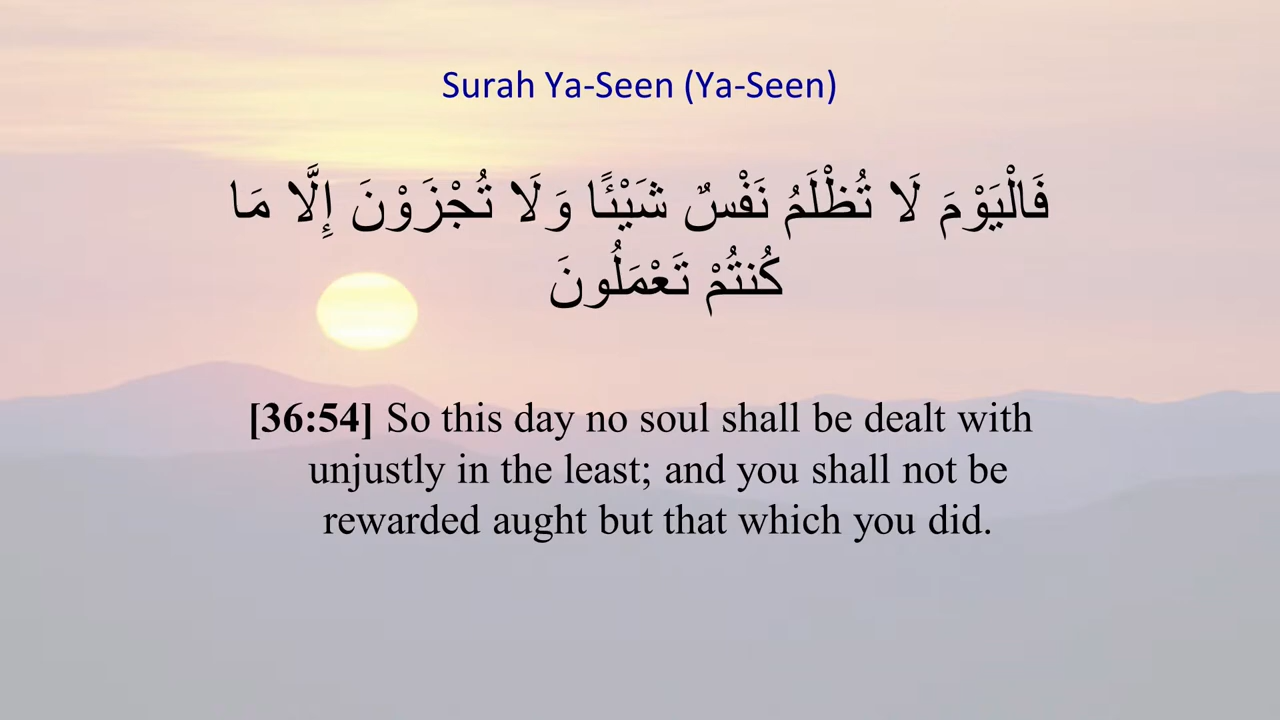 Surah Ya-Seen (Ya-Seen)
فَالْيَوْمَ لَا تُظْلَمُ نَفْسٌ شَيْئًا وَلَا تُجْزَوْنَ إِلَّا مَا
كُنتُمْ تَعْمَلُونَ
[36:54] So this day no soul shall be dealt with
unjustly in the least; and you shall not be
rewarded aught but that which you did.